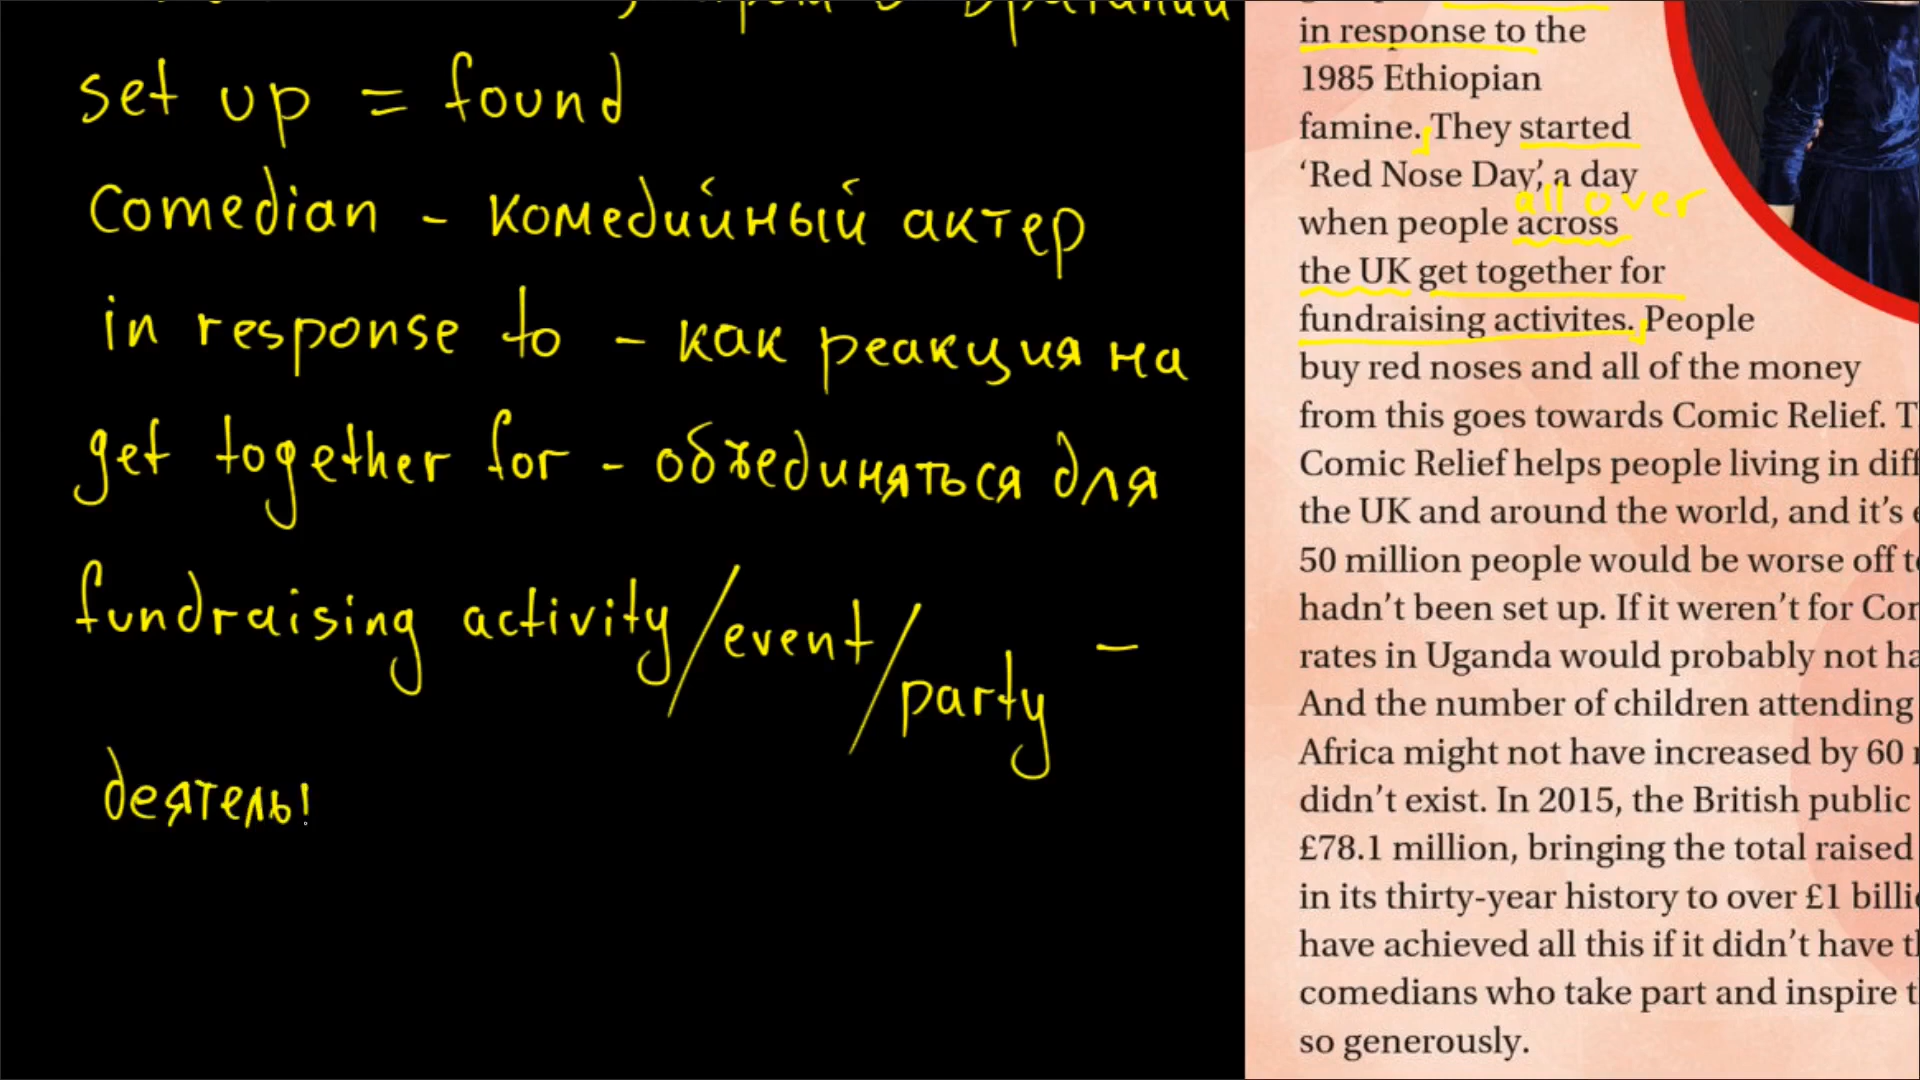 set up = found
comedian - комедийный актер
in response to - как реакция на
get together for - объединяться для
fundraising activity/event/party -
деятель
in response to the
1985 Ethiopian
famine. They started
‘Red Nose Day’, a day
all over
when people across
the UK get together for
fundraising activites. People
buy red noses and all of the money
from this goes towards Comic Relief. T
Comic Relief helps people living in diff
the UK and around the world, and it’s e
50 million people would be worse off t
hadn’t been set up. If it weren’t for Co
rates in Uganda would probably not ha
And the number of children attending
Africa might not have increased by 60
didn’t exist. In 2015, the British public
£78.1 million, bringing the total raised
in its thirty-year history to over £1 billi
have achieved all this if it didn’t have t
comedians who take part and inspire t
so generously.